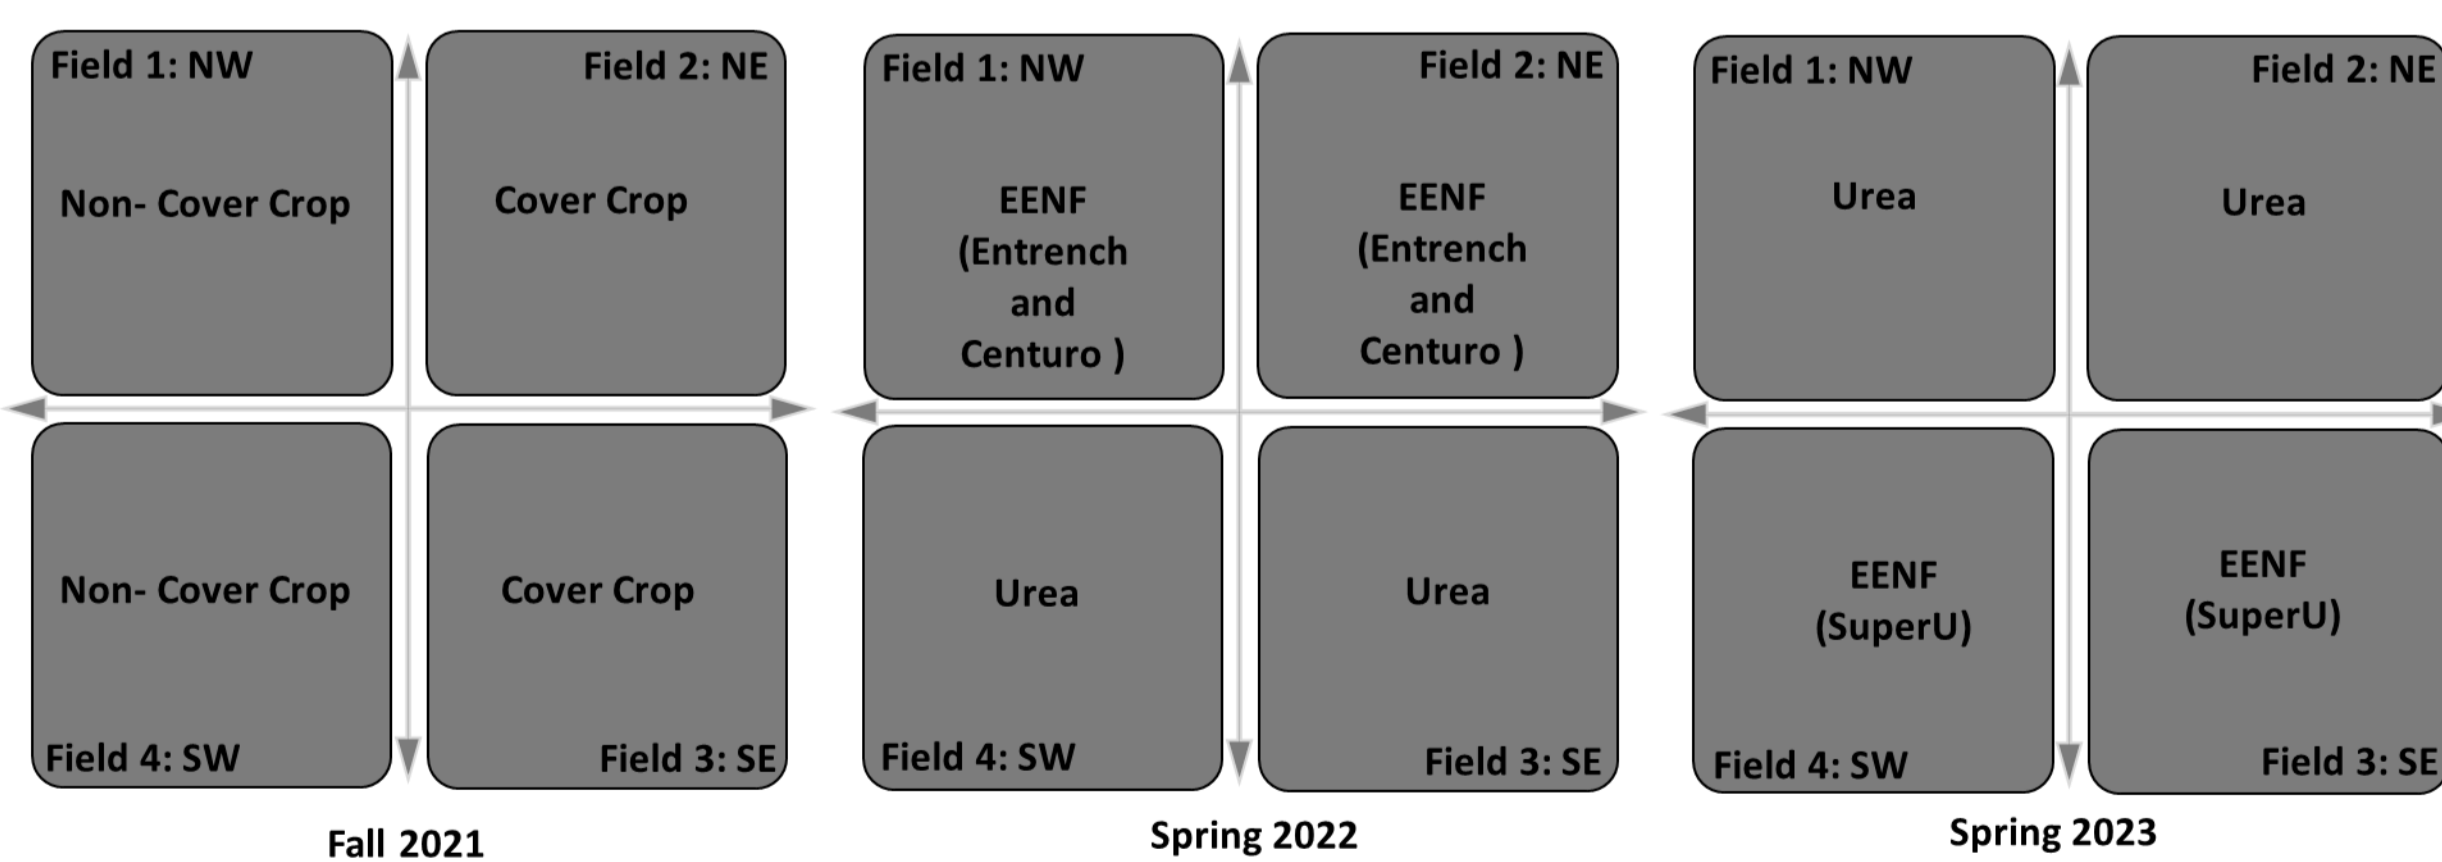 Field 1: NW
Non- Cover Crop
Field 2: NE
Cover Crop
Non- Cover Crop
Field 4: SW
Cover Crop
Field 3: SE
Fall 2021
Field 1: NW
EENF
(Entrench
and
Centuro )
Field 2: NE
EENF
(Entrench
and
Centuro )
Urea
Field 4: SW
Urea
Field 3: SE
Spring 2022
Field 1: NW
Urea
Field 2: NE
Urea
EENF
(SuperU)
Field 4: SW
EENF
(SuperU)
Field 3: SE
Spring 2023